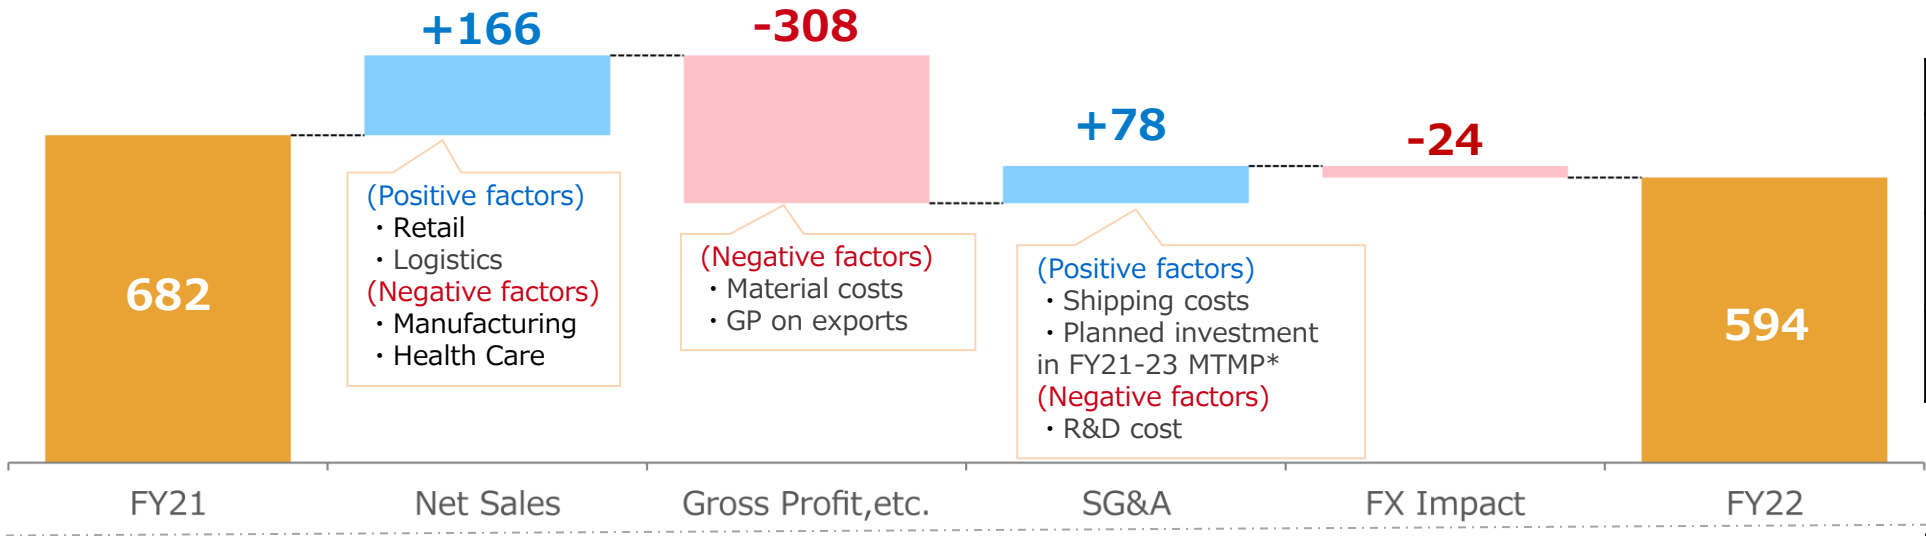 +166
-308
+78
-24
682
(Positive factors)
・Retail
・Logistics
(Negative factors)
・Manufacturing
・Health Care
(Negative factors)
・Material costs
・GP on exports
(Positive factors)
・Shipping costs
・Planned investment
in FY21-23 MTMP*
(Negative factors)
・R&D cost
594
FY21
Net Sales
Gross Profit,etc.
SG&A
FX Impact
FY22